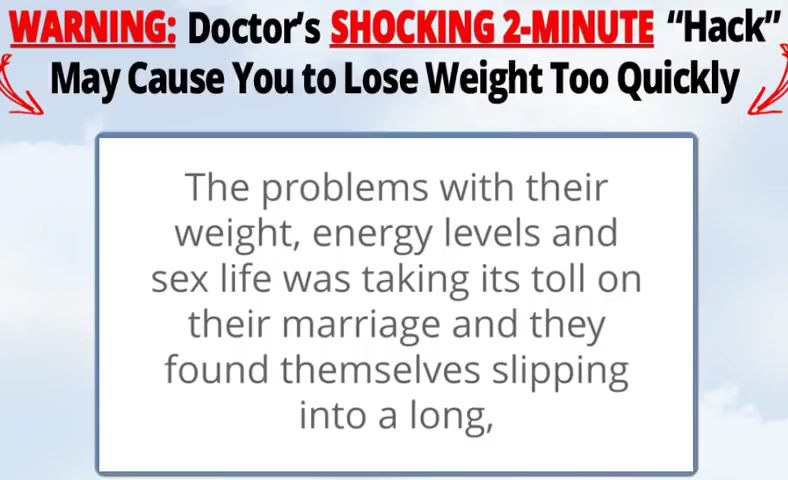 WARNING: Doctor's SHOCKING 2-MINUTE “Hack”
May Cause You to Lose Weight Too Quickly
The problems with their
weight, energy levels and
sex life was taking its toll on
their marriage and they
found themselves slipping
into a long,